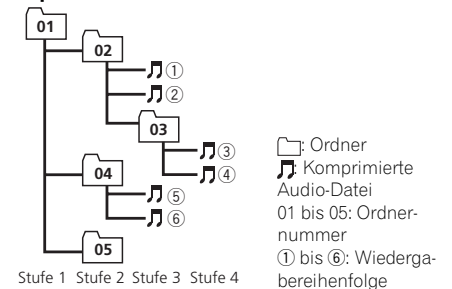 01
02
①
②
03
③
④
04
⑤
⑥
05
Stufe 1 Stufe 2 Stufe 3 Stufe 4
: Ordner
: Komprimierte
Audio-Datei
01 bis 05: Ordner-
nummer
① bis ⑥: Wiederga-
bereihenfolge